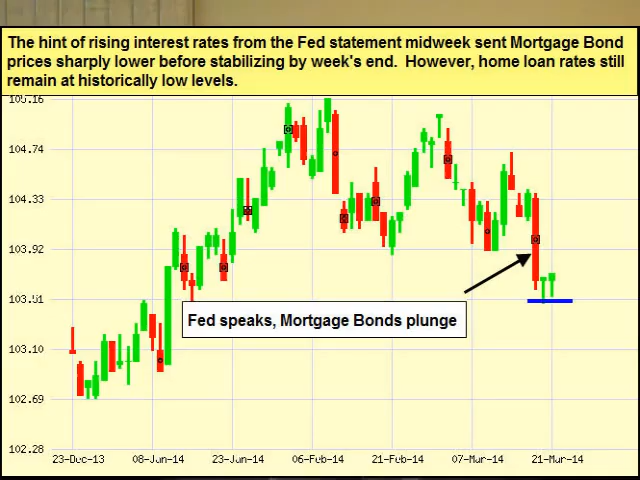 The hint of rising interest rates from the Fed statement midweek sent Mortgage Bond
prices sharply lower before stabilizing by week's end.  However, home loan rates still
remain at historically low levels.
105.16
104.74
104.33
103.92
103.51
103.10
102.69
102.28
Fed speaks, Mortgage Bonds plunge
23-Dec-13 08-Jan-14 23-Jan-14 06-Feb-14 21-Feb-14 07-Mar-14 21-Mar-14